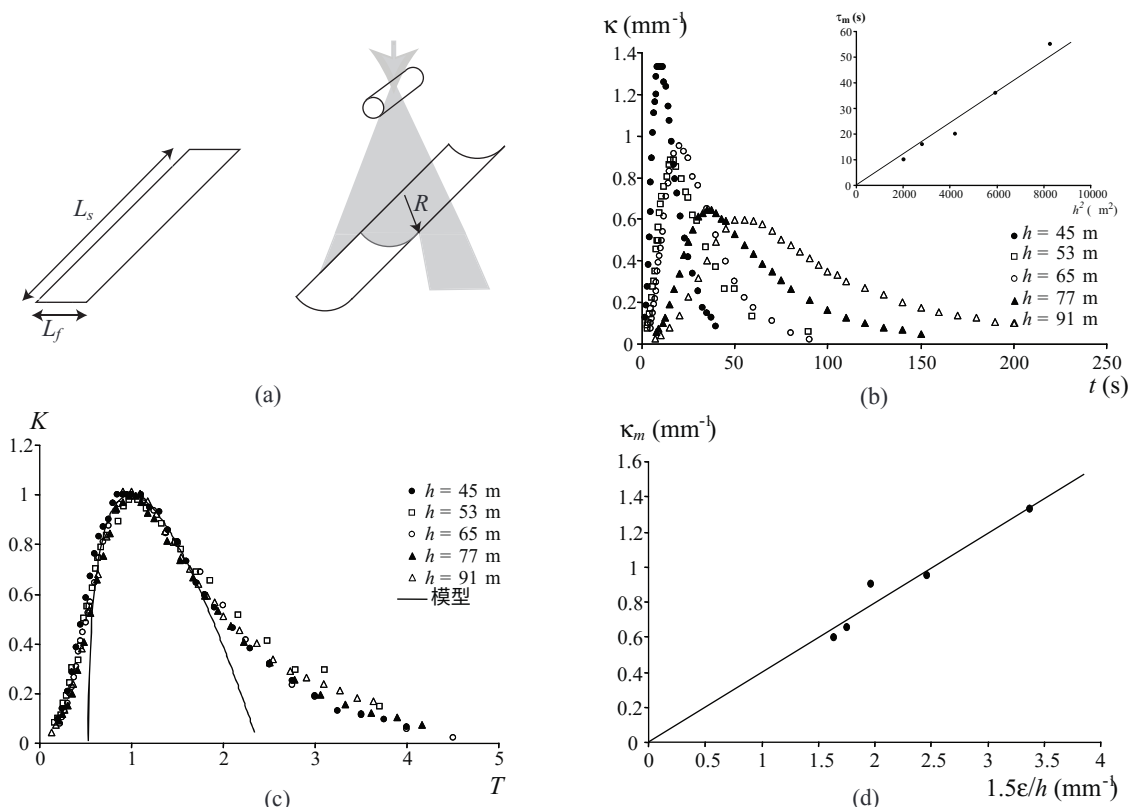 L_s
L_f
R
(a)
κ (mm⁻¹)
1.4
1.2
1
0.8
0.6
0.4
0.2
0
0
50
100
150
200
250
t (s)
τ_m (s)
60
50
40
30
20
10
0
0
2000
4000
6000
8000
10000
h² ( m²)
h = 45 m
h = 53 m
h = 65 m
h = 77 m
h = 91 m
(b)
K
1.2
1
0.8
0.6
0.4
0.2
0
0
1
2
3
4
5
T
h = 45 m
h = 53 m
h = 65 m
h = 77 m
h = 91 m
模型
(c)
κ_m (mm⁻¹)
1.6
1.4
1.2
1
0.8
0.6
0.4
0.2
0
0
0.5
1
1.5
2
2.5
3
3.5
4
1.5ε/h (mm⁻¹)
(d)